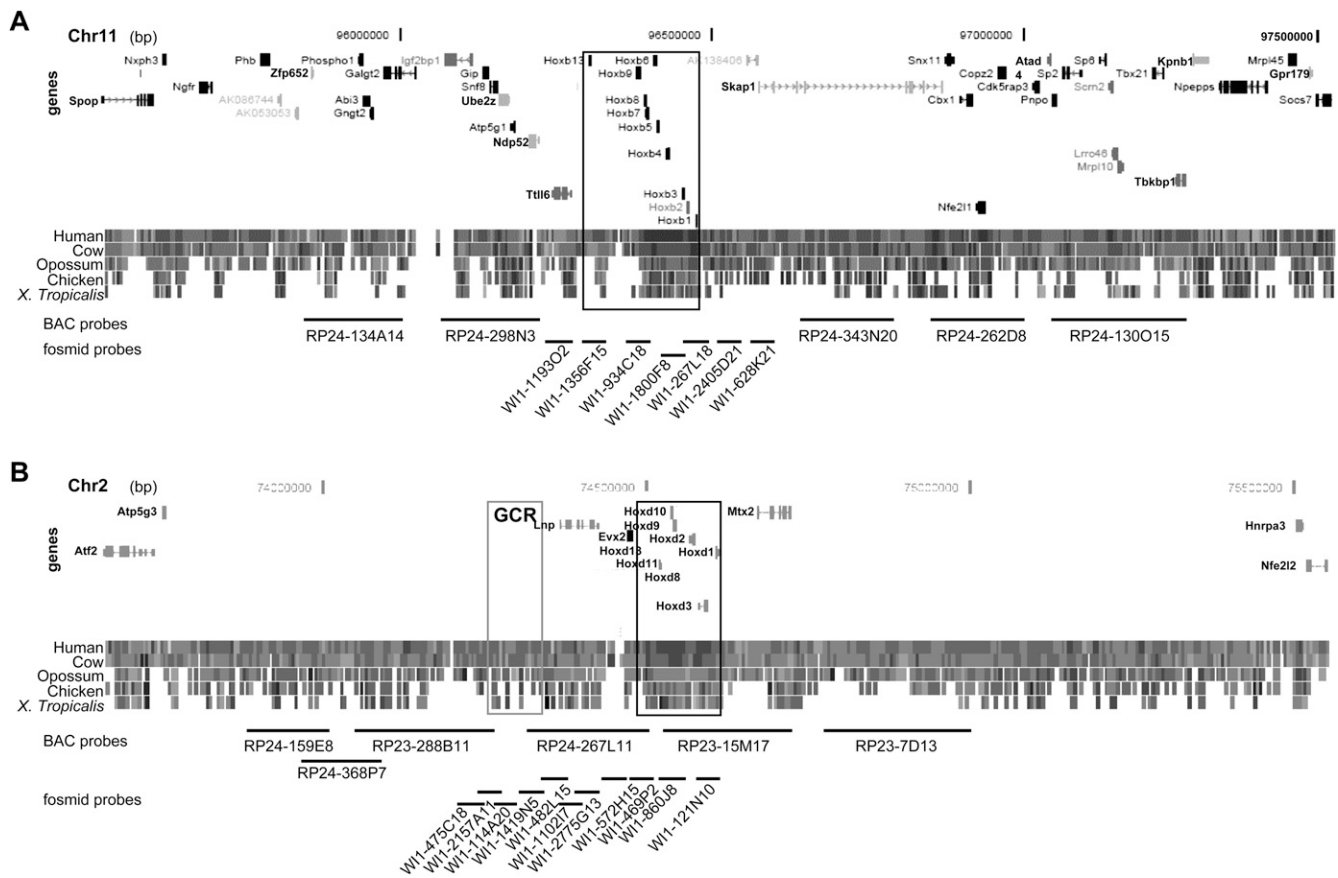 A
Chr11 (bp) 96000000 96500000 97000000 97500000
genes
Nxph3 Phb Phospho1 Igf2bp1 Hoxb13 Hoxb6 AK138406 Snx11 Atad4 Sp6 Kpnb1 Mrpl45
Zfp652 Galgt2 Gip Hoxb9 Copz2 Sp2 Tbx21 Gpr179
Ngfr Snf8 Skap1 Cdk5rap3 Scrn2 Npepps
Spop AK086744 Abi3 Ube2z Hoxb8 Cbx1 Pnpo Socs7
AK053053 Gngt2 Hoxb7
Atp5g1 Hoxb5
Ndp52
Hoxb4 Lrrc46
Mrpl10
Tbkbp1
Ttll6 Hoxb3
Hoxb2 Nfe2l1
Hoxb1
Human
Cow
Opossum
Chicken
X. Tropicalis
BAC probes
RP24-134A14 RP24-298N3 RP24-343N20 RP24-262D8 RP24-130O15
fosmid probes
WI1-1193O2 WI1-1356F15 WI1-934C18 WI1-1800F8 WI1-267L18 WI1-2405D21 WI1-628K21
B
Chr2 (bp) 74000000 74500000 75000000 75500000
genes
Atp5g3 GCR Hoxd10 Mtx2
Lnp Hoxd9 Hnrpa3
Evx2 Hoxd2
Atf2 Hoxd13 Hoxd1
Hoxd11 Nfe2l2
Hoxd8
Hoxd3
Human
Cow
Opossum
Chicken
X. Tropicalis
BAC probes
RP24-159E8 RP23-288B11 RP24-267L11 RP23-15M17 RP23-7D13
RP24-368P7
fosmid probes
WI1-475C18 WI1-2157A11 WI1-114A20 WI1-1419N5 WI1-482L15 WI1-1102I7 WI1-2775G13 WI1-572H15 WI1-469P2 WI1-860J8 WI1-121N10